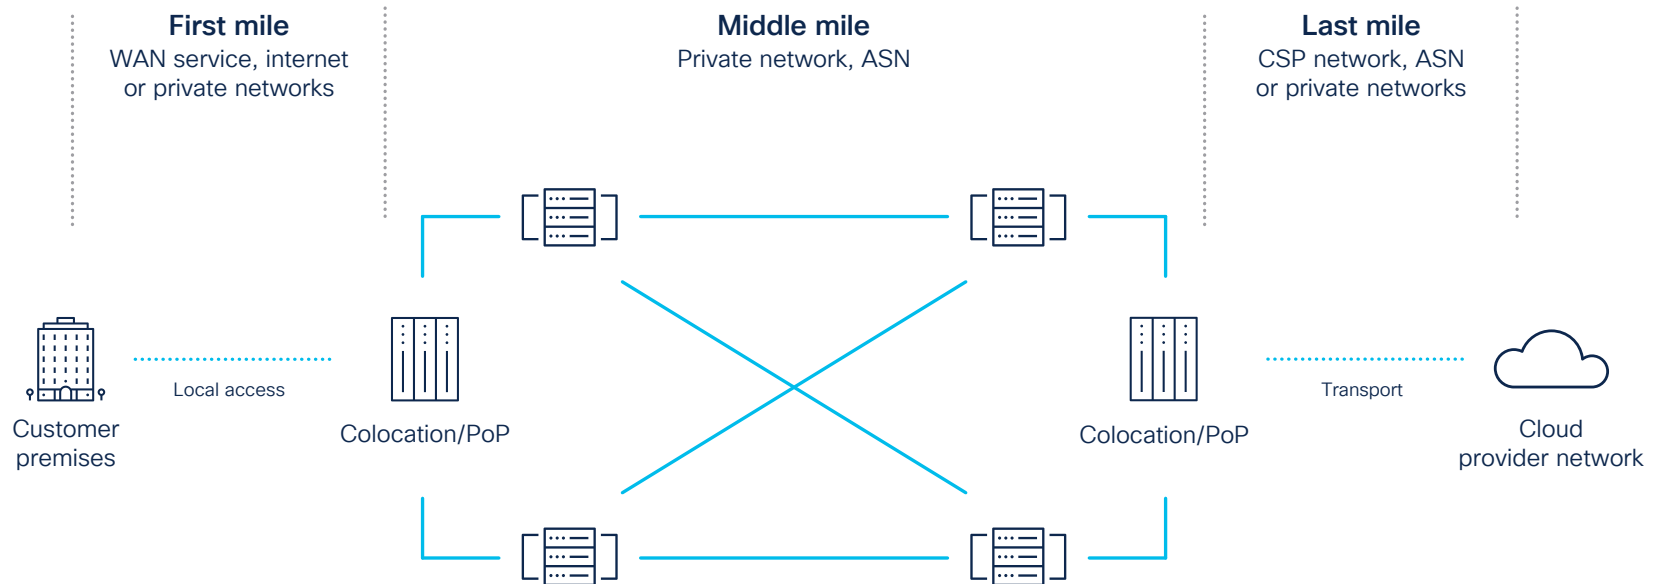 First mile
WAN service, internet
or private networks
Middle mile
Private network, ASN
Last mile
CSP network, ASN
or private networks
Local access
Transport
Customer
premises
Colocation/PoP
Colocation/PoP
Cloud
provider network